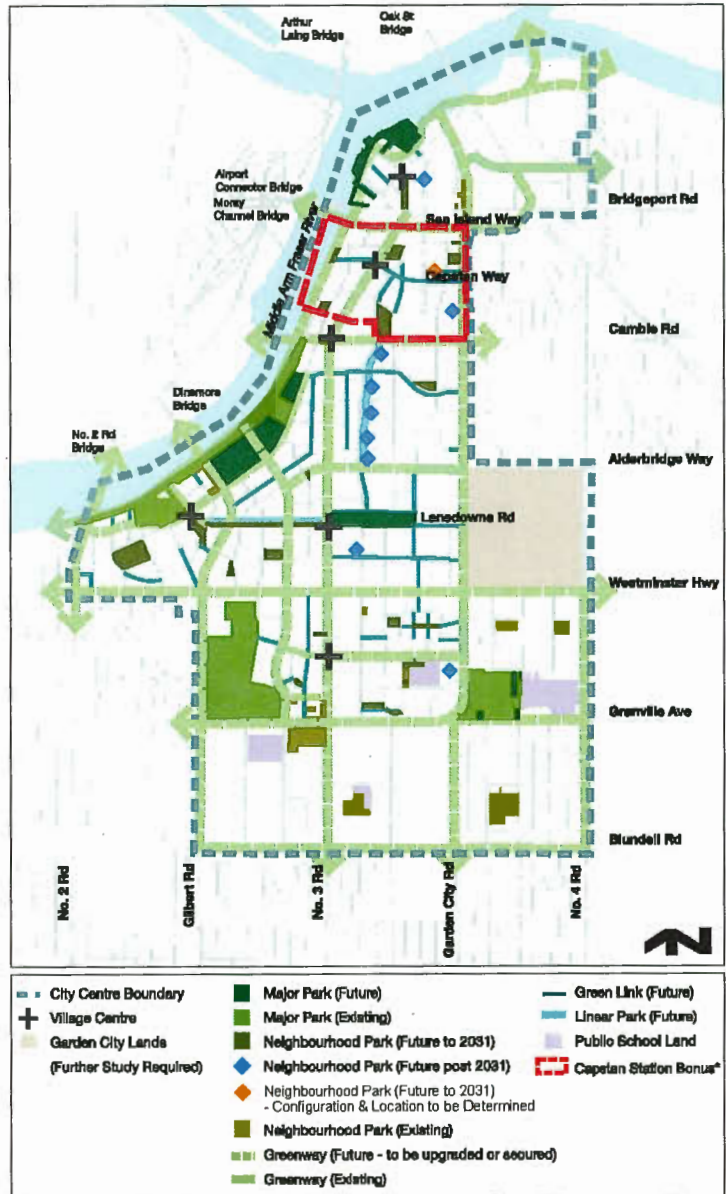 Arthur
Laing Bridge
Oak St
Bridge
Airport
Connector Bridge
Moray
Channel Bridge
Bridgeport Rd
Sea Island Way
Middle Arm Fraser River
Capstan Way
Cambie Rd
Dinsmore
Bridge
No. 2 Rd
Bridge
Alderbridge Way
Lansdowne Rd
Westminster Hwy
Granville Ave
Blundell Rd
No. 2 Rd
Gilbert Rd
No. 3 Rd
Garden City Rd
No. 4 Rd
N
City Centre Boundary
Village Centre
Garden City Lands
(Further Study Required)
Major Park (Future)
Major Park (Existing)
Neighbourhood Park (Future to 2031)
Neighbourhood Park (Future post 2031)
Neighbourhood Park (Future to 2031)
- Configuration & Location to be Determined
Neighbourhood Park (Existing)
Greenway (Future - to be upgraded or secured)
Greenway (Existing)
Green Link (Future)
Linear Park (Future)
Public School Land
Capstan Station Bonus*